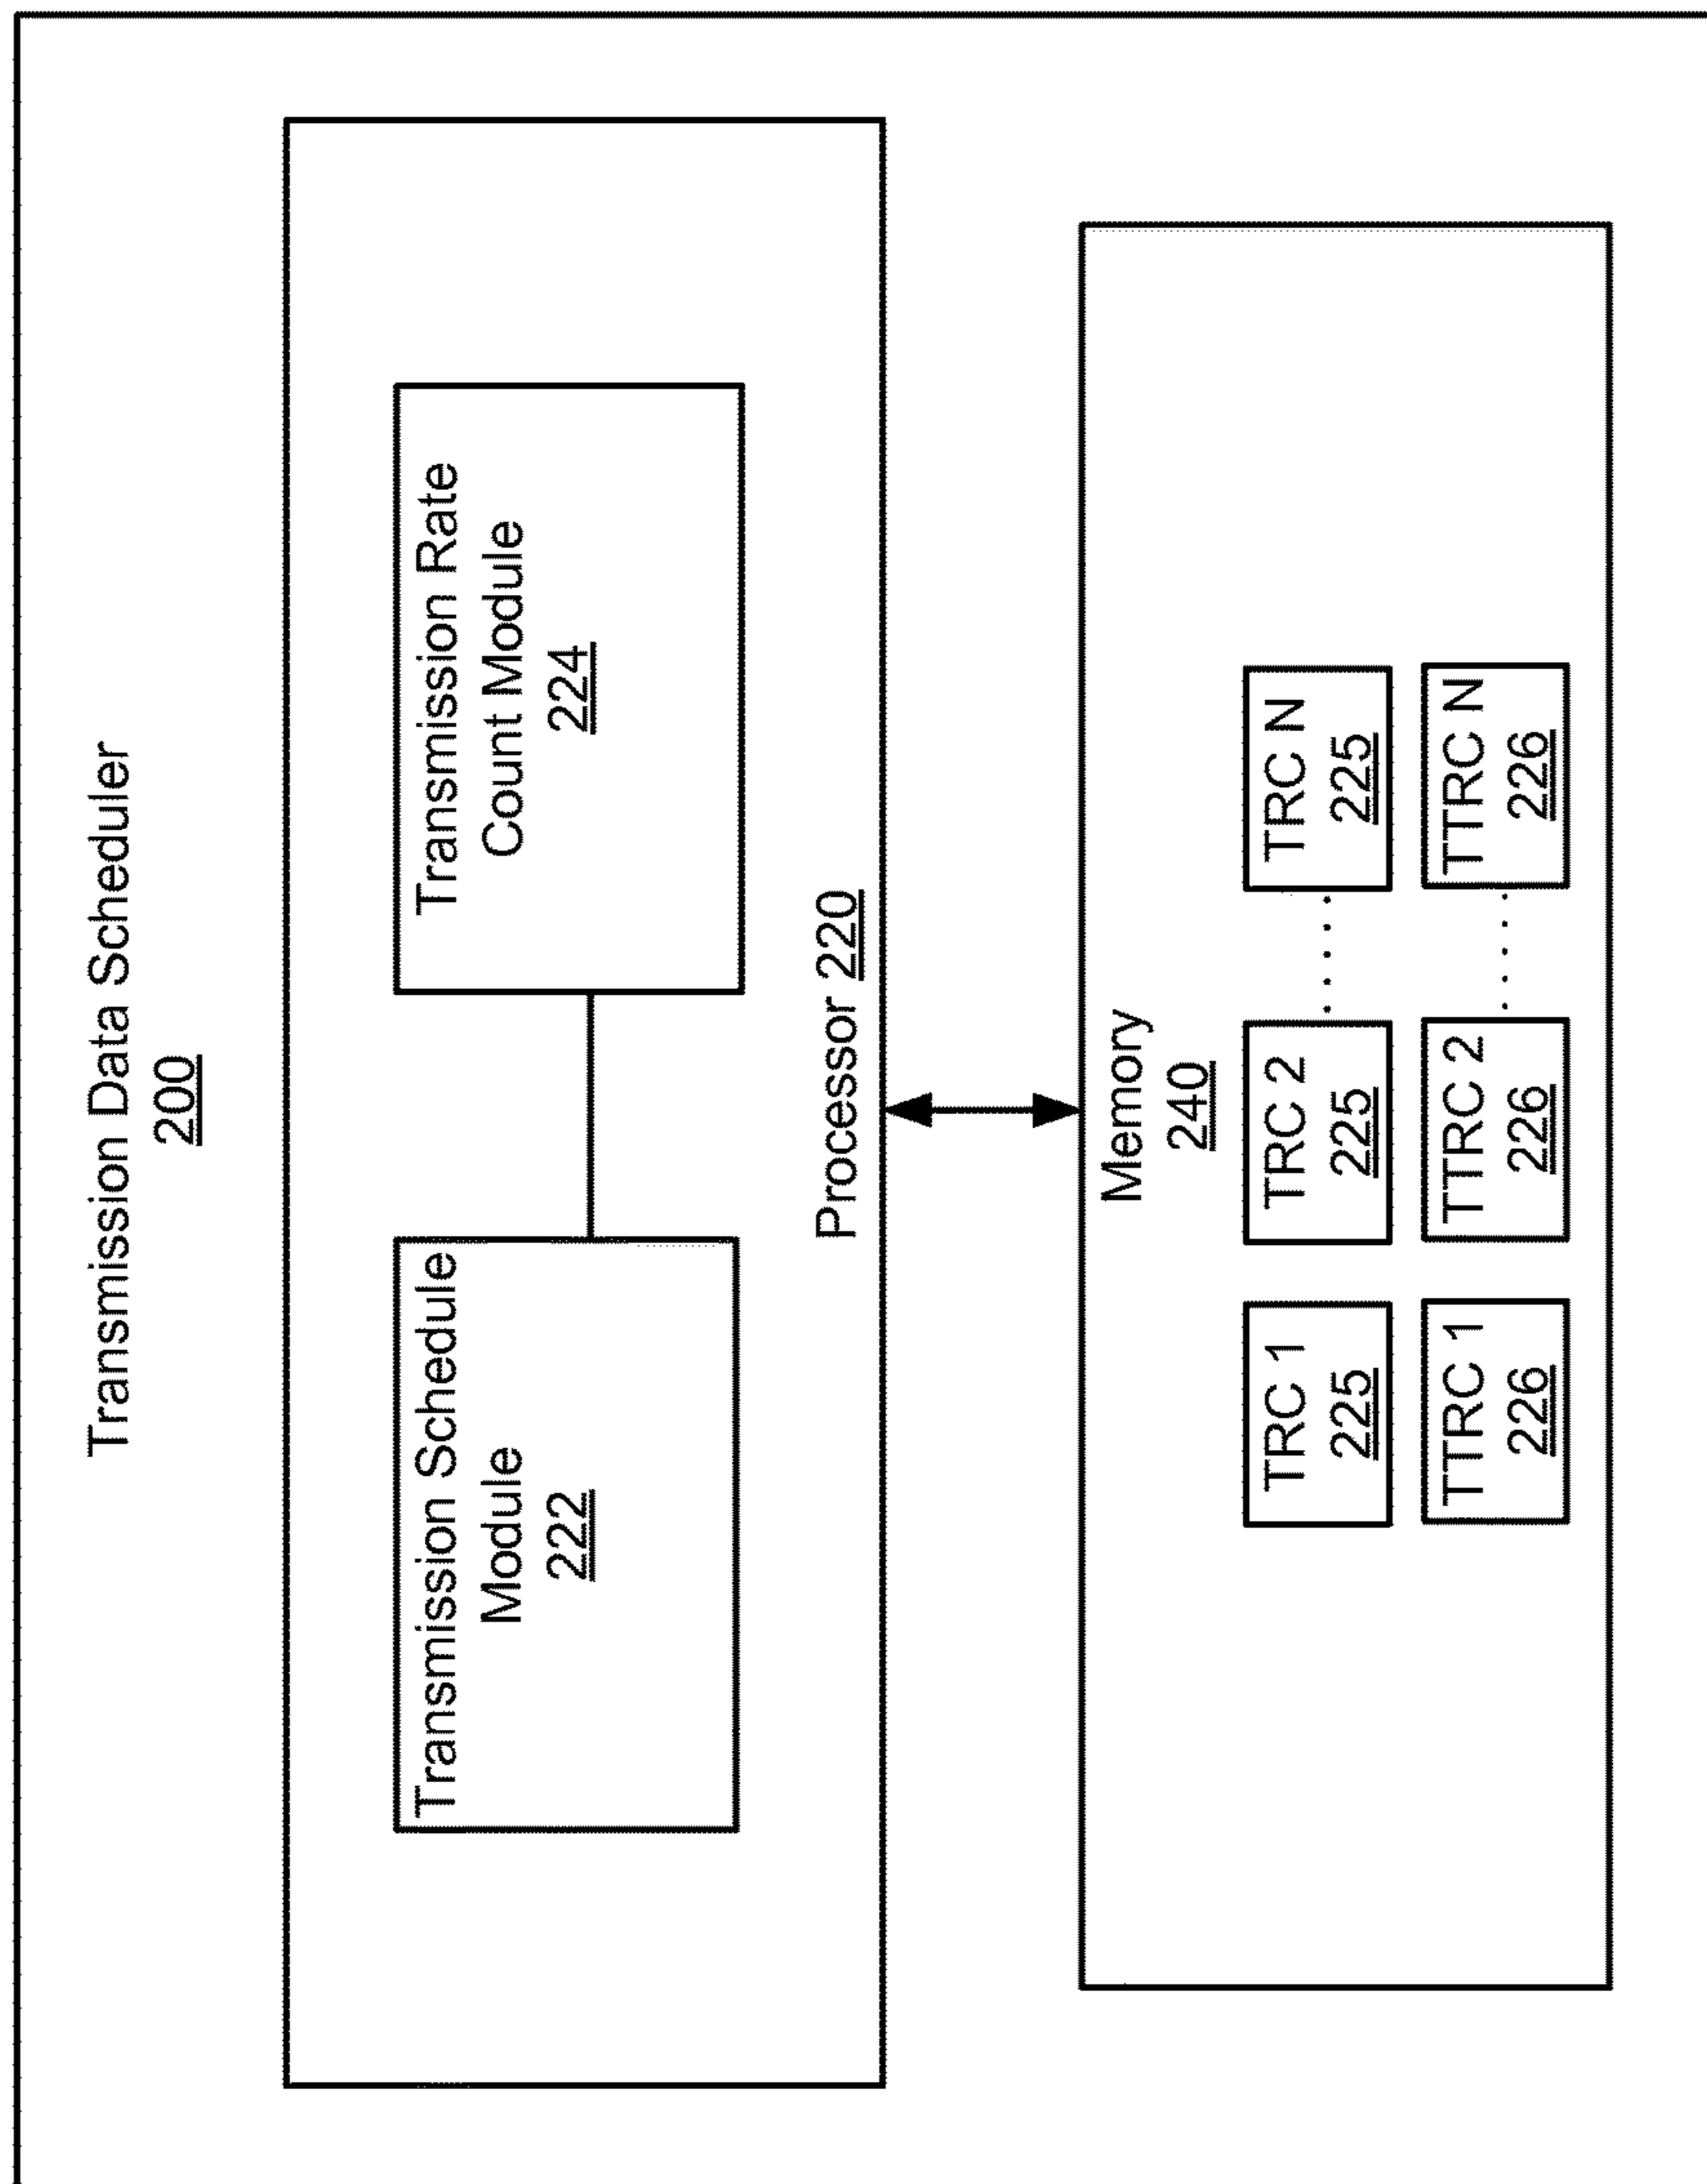 Transmission Data Scheduler
200
Transmission Schedule
Module
222
Transmission Rate
Count Module
224
Processor 220
Memory
240
TRC 1
225
TRC 2
225
.....
TRC N
225
TTRC 1
226
TTRC 2
226
.....
TTRC N
226